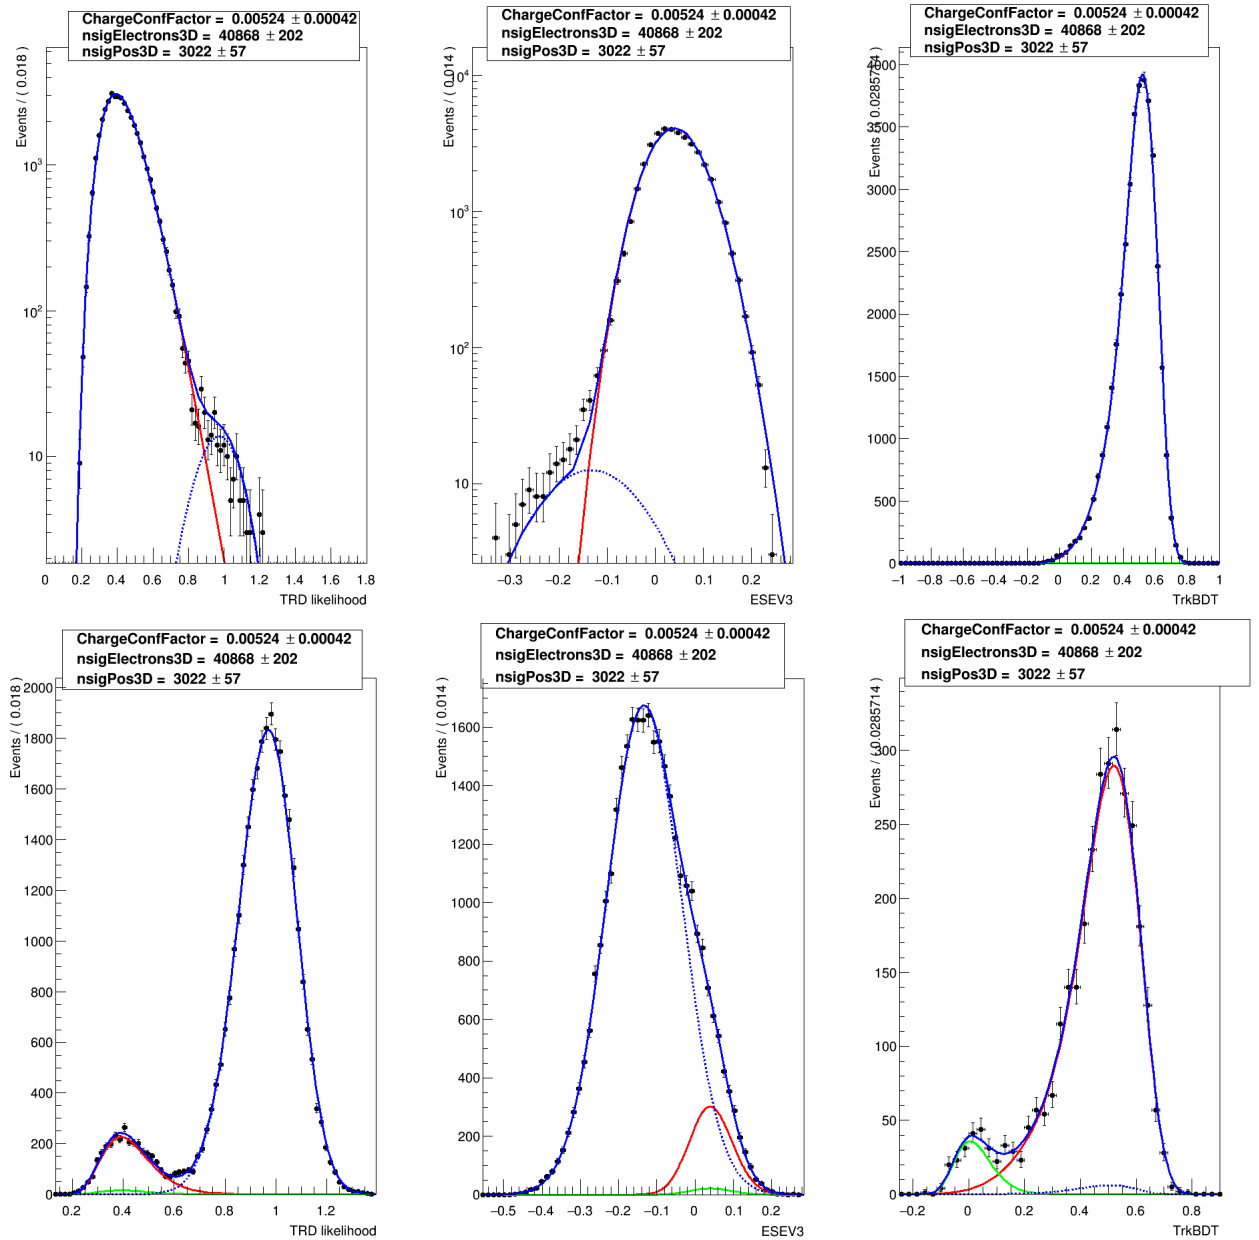 ChargeConfFactor = 0.00524 ± 0.00042
nsigElectrons3D = 40868 ± 202
nsigPos3D = 3022 ± 57
Events / ( 0.018 )
10³
10²
10
0 0.2 0.4 0.6 0.8 1 1.2 1.4 1.6 1.8
TRD likelihood
ChargeConfFactor = 0.00524 ± 0.00042
nsigElectrons3D = 40868 ± 202
nsigPos3D = 3022 ± 57
Events / ( 0.014 )
10⁴
10³
10²
10
−0.3 −0.2 −0.1 0 0.1 0.2
ESEV3
ChargeConfFactor = 0.00524 ± 0.00042
nsigElectrons3D = 40868 ± 202
nsigPos3D = 3022 ± 57
Events / ( 0.0285714 )
4000
3500
3000
2500
2000
1500
1000
500
0
−1 −0.8 −0.6 −0.4 −0.2 0 0.2 0.4 0.6 0.8 1
TrkBDT
ChargeConfFactor = 0.00524 ± 0.00042
nsigElectrons3D = 40868 ± 202
nsigPos3D = 3022 ± 57
Events / ( 0.018 )
2000
1800
1600
1400
1200
1000
800
600
400
200
0
0.2 0.4 0.6 0.8 1 1.2
TRD likelihood
ChargeConfFactor = 0.00524 ± 0.00042
nsigElectrons3D = 40868 ± 202
nsigPos3D = 3022 ± 57
Events / ( 0.014 )
1600
1400
1200
1000
800
600
400
200
0
−0.5 −0.4 −0.3 −0.2 −0.1 0 0.1 0.2
ESEV3
ChargeConfFactor = 0.00524 ± 0.00042
nsigElectrons3D = 40868 ± 202
nsigPos3D = 3022 ± 57
Events / ( 0.0285714 )
300
250
200
150
100
50
0
−0.2 0 0.2 0.4 0.6 0.8
TrkBDT